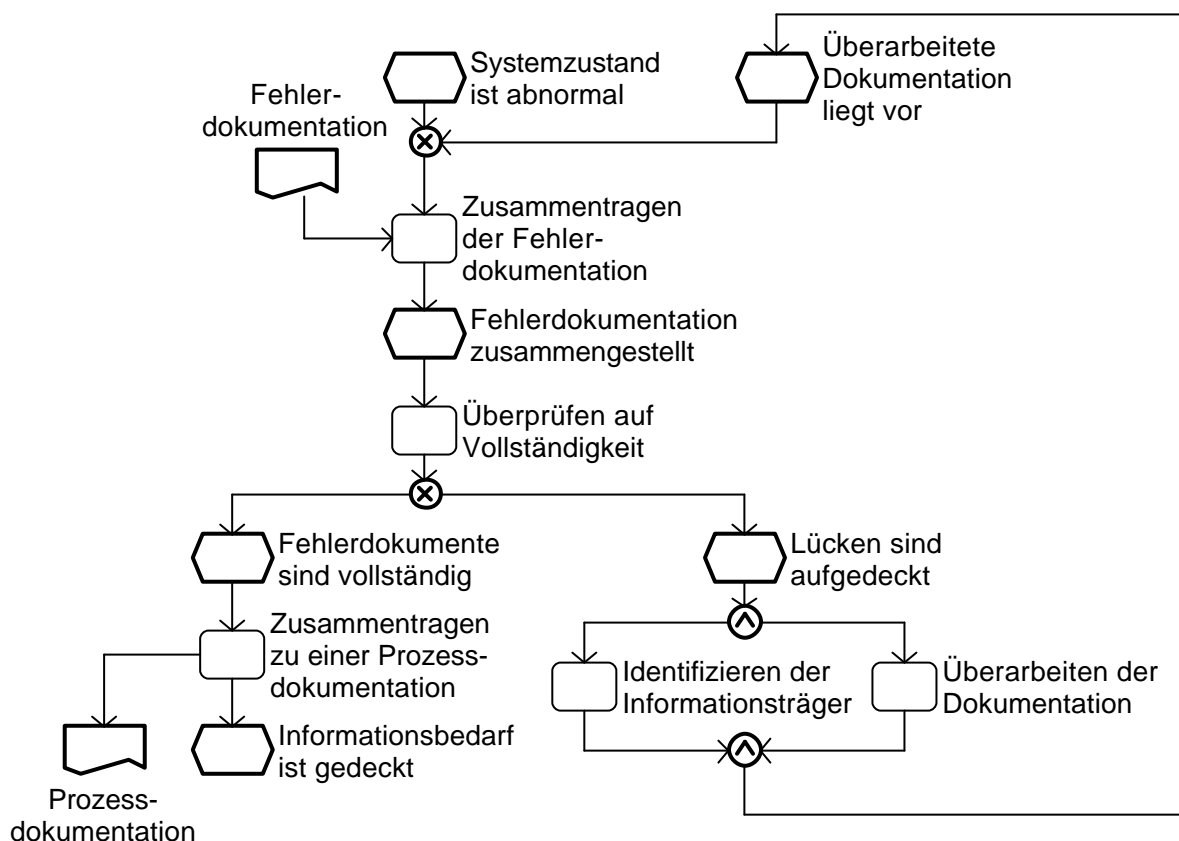 Systemzustand
ist abnormal
Überarbeitete
Dokumentation
liegt vor
Fehler-
dokumentation
Zusammentragen
der Fehler-
dokumentation
Fehlerdokumentation
zusammengestellt
Überprüfen auf
Vollständigkeit
Fehlerdokumente
sind vollständig
Lücken sind
aufgedeckt
Zusammentragen
zu einer Prozess-
dokumentation
Identifizieren der
Informationsträger
Überarbeiten der
Dokumentation
Informationsbedarf
ist gedeckt
Prozess-
dokumentation